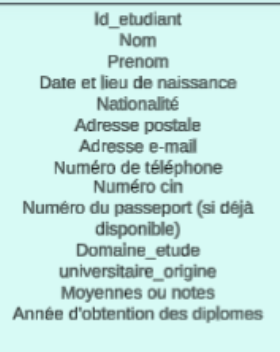 Id_etudiant
Nom
Prenom
Date et lieu de naissance
Nationalité
Adresse postale
Adresse e-mail
Numéro de téléphone
Numéro cin
Numéro du passeport (si déjà
disponible)
Domaine_etude
universitaire_origine
Moyennes ou notes
Année d'obtention des diplomes